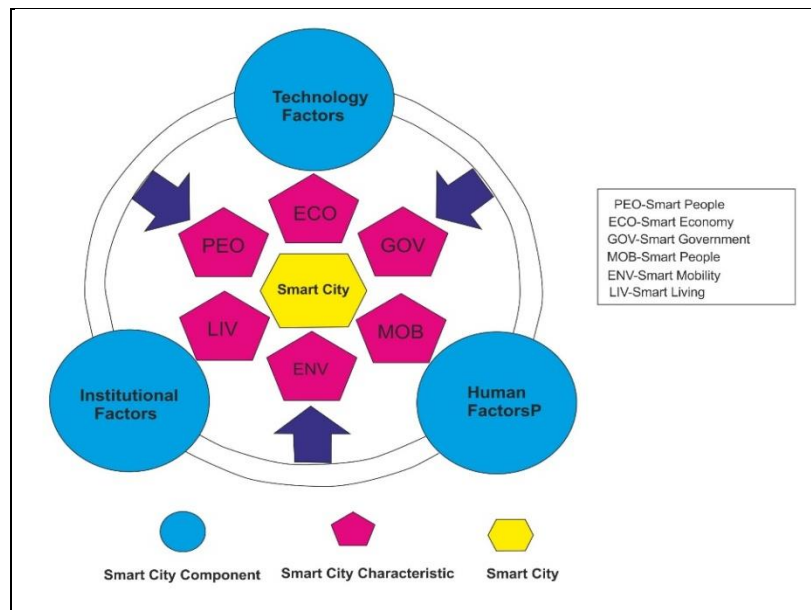 Technology
Factors
ECO
PEO
GOV
Smart City
LIV
MOB
ENV
Institutional
Factors
Human
FactorsP
PEO-Smart People
ECO-Smart Economy
GOV-Smart Government
MOB-Smart People
ENV-Smart Mobility
LIV-Smart Living
Smart City Component
Smart City Characteristic
Smart City